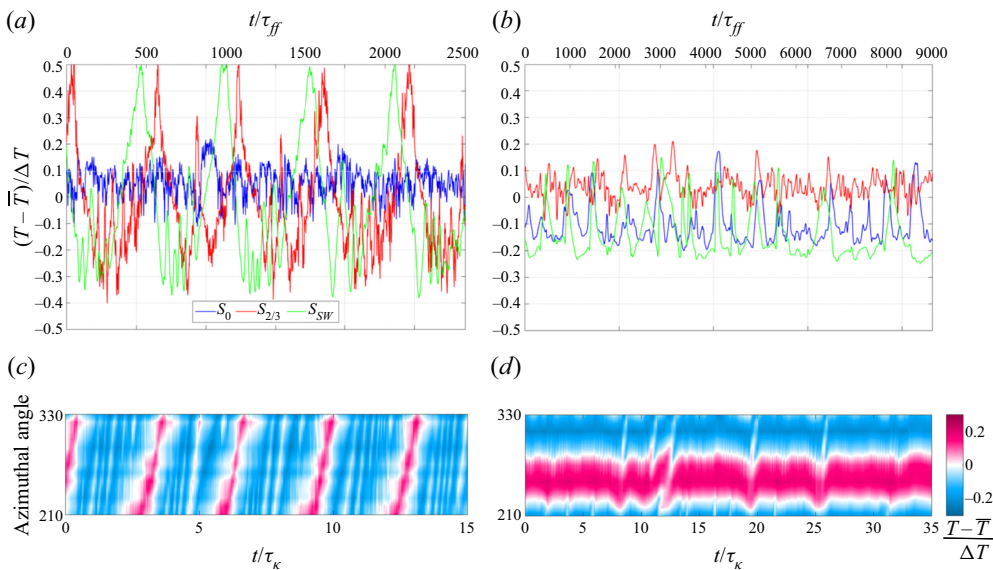 (a) t/τff (b) t/τff
0 500 1000 1500 2000 2500 0 1000 2000 3000 4000 5000 6000 7000 8000 9000
0.5 0.5
0.4 0.4
0.3 0.3
0.2 0.2
0.1 0.1
0 0
–0.1 –0.1
–0.2 –0.2
–0.3 –0.3
–0.4 –0.4
–0.5 –0.5
(T – T̅)/ΔT
S0 S2/3 SSW
(c) (d)
Azimuthal angle
330 330
210 210
0 5 10 15 0 5 10 15 20 25 30 35
t/τκ t/τκ
0.2
0
–0.2
T – T̅
ΔT